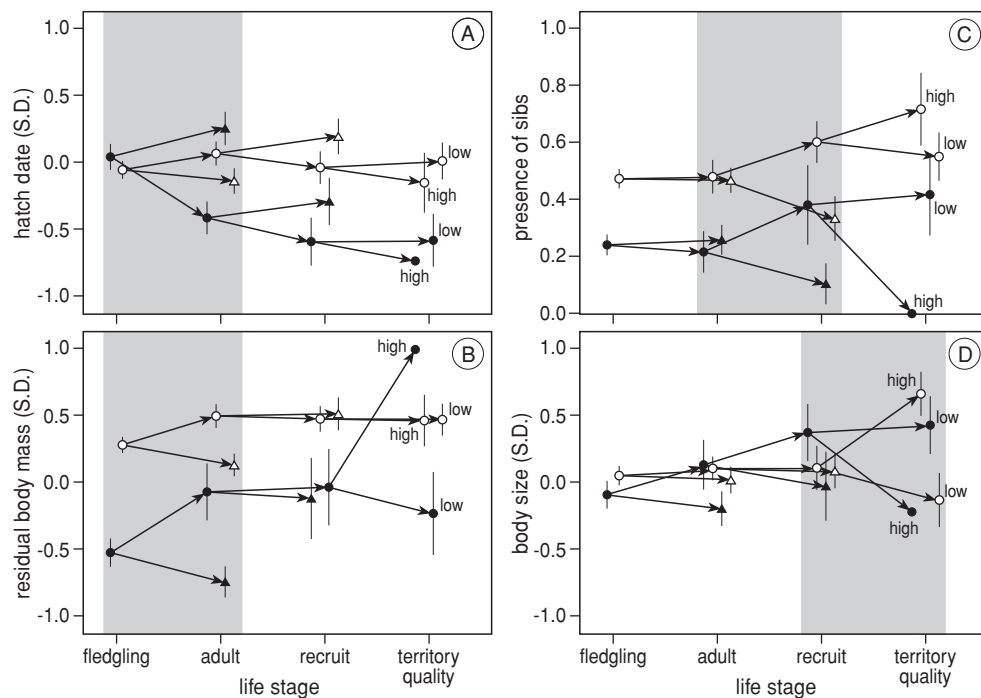 A
hatch date (S.D.)
1.0
0.5
0.0
-0.5
-1.0
low
high
low
high
C
presence of sibs
1.0
0.8
0.6
0.4
0.2
0.0
high
low
low
high
B
residual body mass (S.D.)
1.0
0.5
0.0
-0.5
-1.0
high
low
high
low
fledgling
adult
recruit
territory
quality
life stage
D
body size (S.D.)
1.0
0.5
0.0
-0.5
-1.0
high
low
low
high
fledgling
adult
recruit
territory
quality
life stage